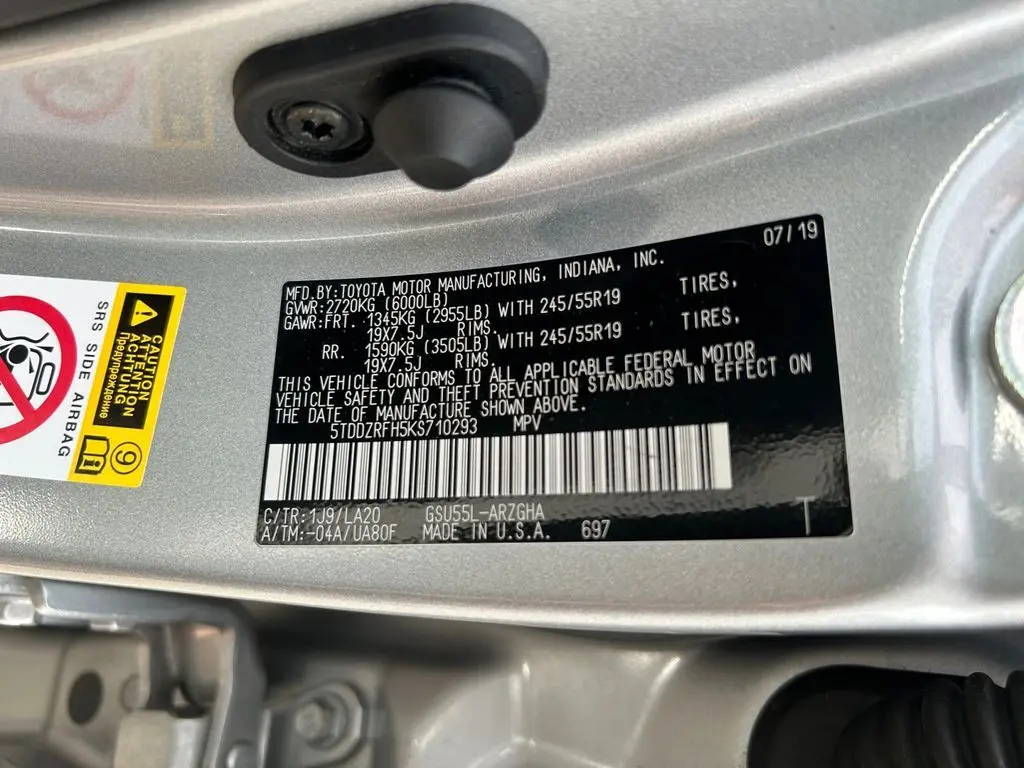 07/19
MFD.BY:TOYOTA MOTOR MANUFACTURING, INDIANA, INC.
GVWR:2720KG (6000LB)
GAWR:FRT. 1345KG (2955LB) WITH 245/55R19 TIRES,
19X7.5J RIMS.
RR. 1590KG (3505LB) WITH 245/55R19 TIRES,
19X7.5J RIMS.
THIS VEHICLE CONFORMS TO ALL APPLICABLE FEDERAL MOTOR
VEHICLE SAFETY AND THEFT PREVENTION STANDARDS IN EFFECT ON
THE DATE OF MANUFACTURE SHOWN ABOVE.
5TDDZRFH5KS710293 MPV
C/TR:1J9/LA20 GSU55L-ARZGHA
A/TM:-04A/UA80F MADE IN U.S.A. 697 T
SRS SIDE AIRBAG
CAUTION
ATTENTION
ACHTUNG
Предупреждение
9